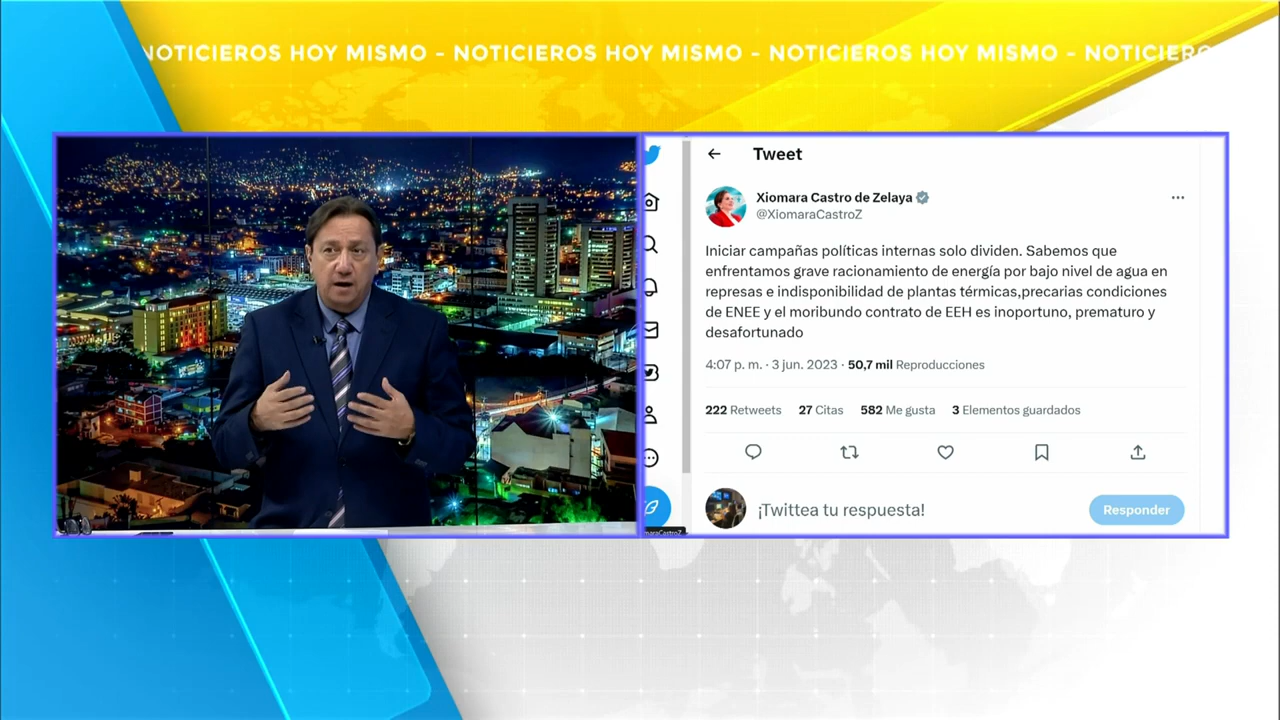 NOTICIEROS HOY MISMO - NOTICIEROS HOY MISMO - NOTICIEROS HOY MISMO - NOTICIERO
Tweet
Xiomara Castro de Zelaya
@XiomaraCastroZ
Iniciar campañas políticas internas solo dividen. Sabemos que
enfrentamos grave racionamiento de energía por bajo nivel de agua en
represas e indisponibilidad de plantas térmicas,precarias condiciones
de ENEE y el moribundo contrato de EEH es inoportuno, prematuro y
desafortunado
4:07 p. m. · 3 jun. 2023 · 50,7 mil Reproducciones
222 Retweets 27 Citas 582 Me gusta 3 Elementos guardados
¡Twittea tu respuesta!
Responder